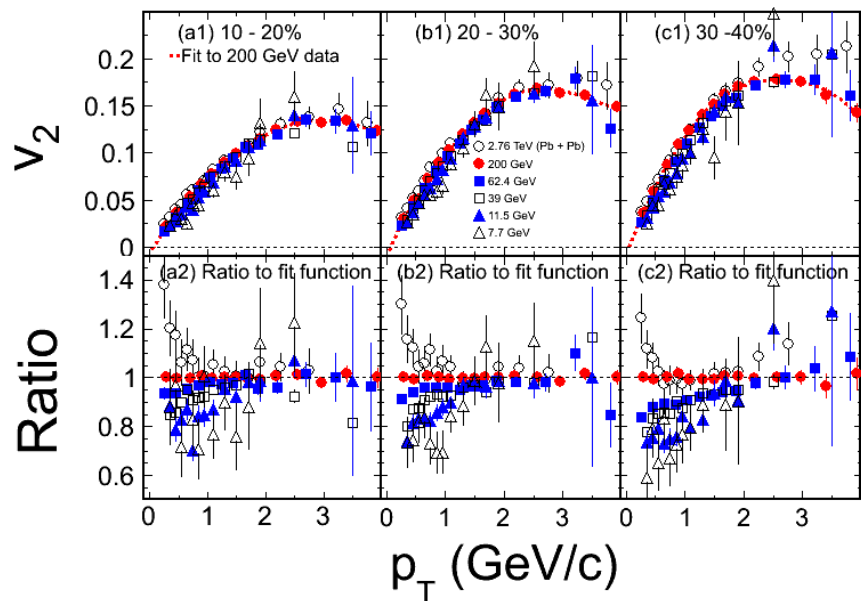 (a1) 10 - 20%
Fit to 200 GeV data
(b1) 20 - 30%
(c1) 30 -40%
v2
0.2
0.15
0.1
0.05
0
2.76 TeV (Pb + Pb)
200 GeV
62.4 GeV
39 GeV
11.5 GeV
7.7 GeV
(a2) Ratio to fit function
(b2) Ratio to fit function
(c2) Ratio to fit function
Ratio
1.4
1.2
1
0.8
0.6
0 1 2 3 0 1 2 3 0 1 2 3
pT (GeV/c)